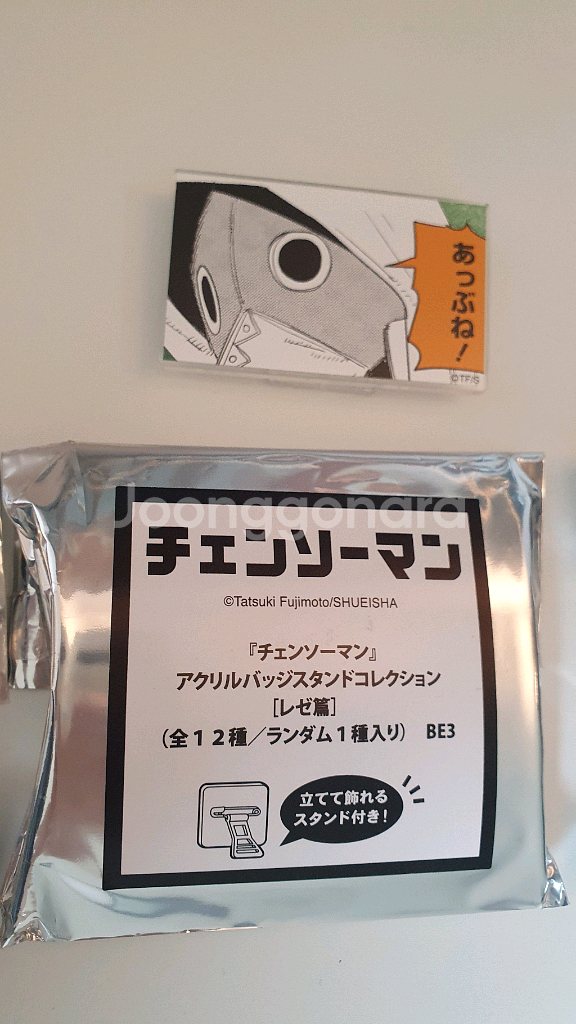 あっぶね!
©TF/S
Joonggonara
チェンソーマン
©Tatsuki Fujimoto/SHUEISHA
『チェンソーマン』
アクリルバッジスタンドコレクション
[レゼ篇]
(全12種/ランダム1種入り) BE3
立てて飾れる
スタンド付き!